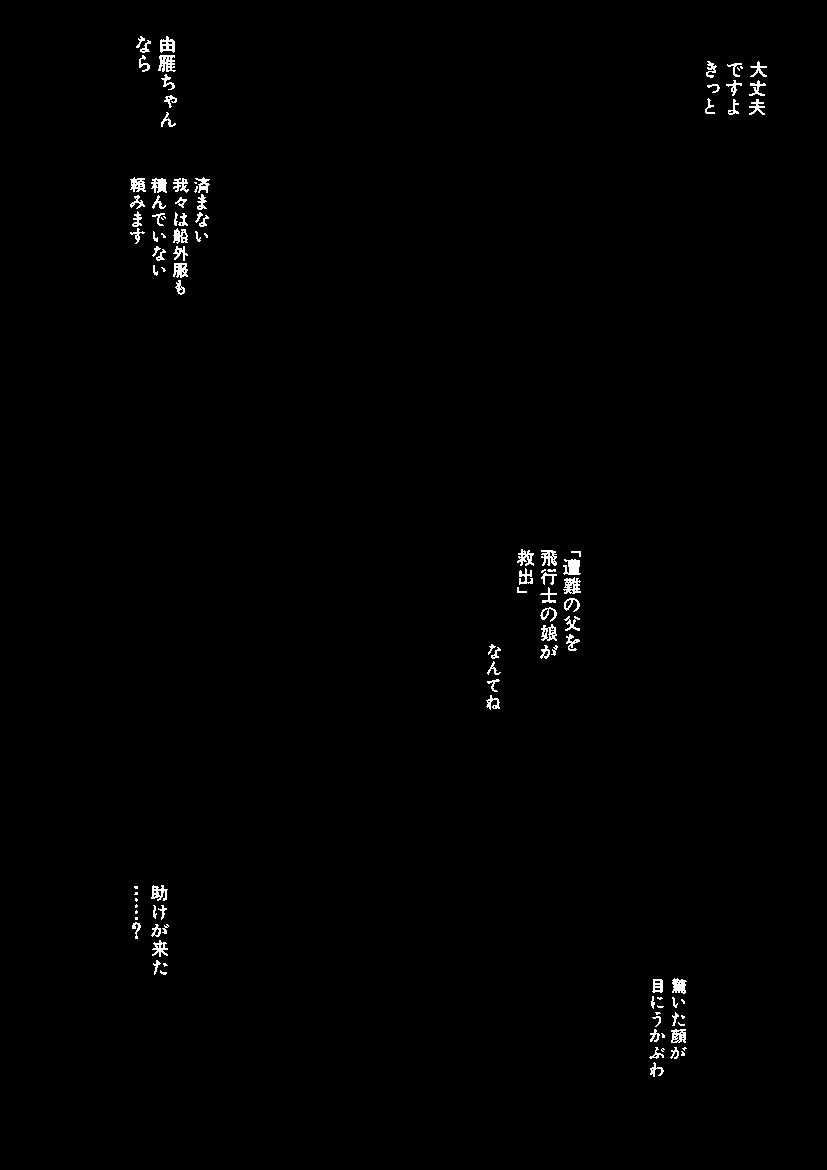 大丈夫
ですよ
きっと
由雁ちゃん
なら
済まない
我々は船外服も
積んでいない
頼みます
「遭難の父を
飛行士の娘が
救出」
なんてね
驚いた顔が
目にうかぶわ
助けが来た
……?